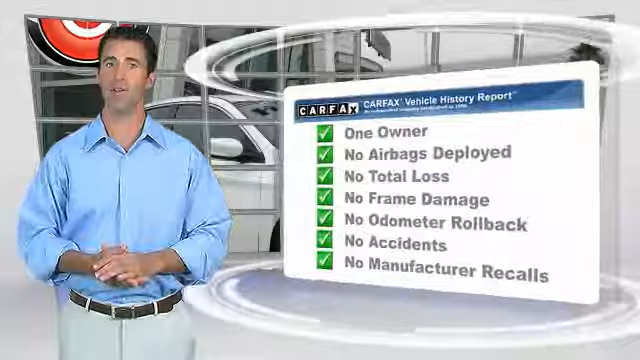 CARFAX
CARFAX® Vehicle History Report™
One Owner
No Airbags Deployed
No Total Loss
No Frame Damage
No Odometer Rollback
No Accidents
No Manufacturer Recalls